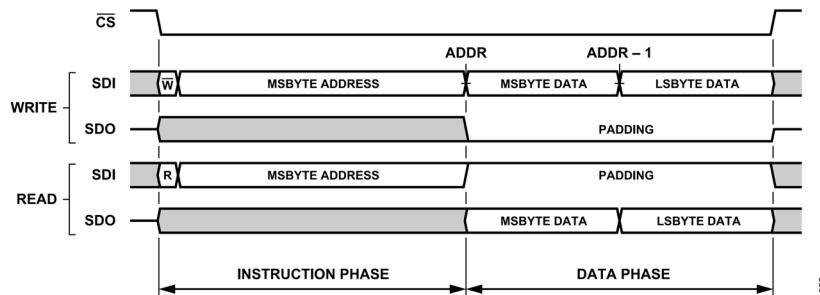 CS
ADDR ADDR – 1
SDI W MSBYTE ADDRESS MSBYTE DATA LSBYTE DATA
WRITE
SDO PADDING
SDI R MSBYTE ADDRESS PADDING
READ
SDO MSBYTE DATA LSBYTE DATA
INSTRUCTION PHASE DATA PHASE